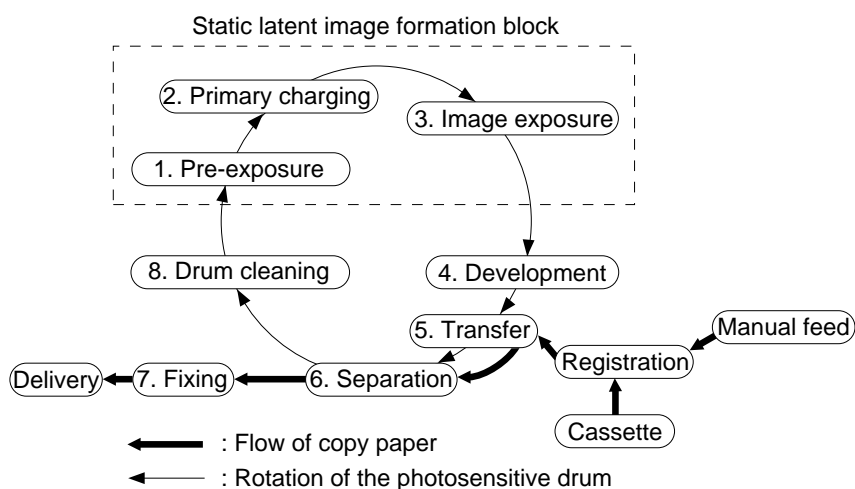 Static latent image formation block
2. Primary charging
3. Image exposure
1. Pre-exposure
8. Drum cleaning
4. Development
5. Transfer
Manual feed
Registration
Delivery
7. Fixing
6. Separation
Cassette
: Flow of copy paper
: Rotation of the photosensitive drum